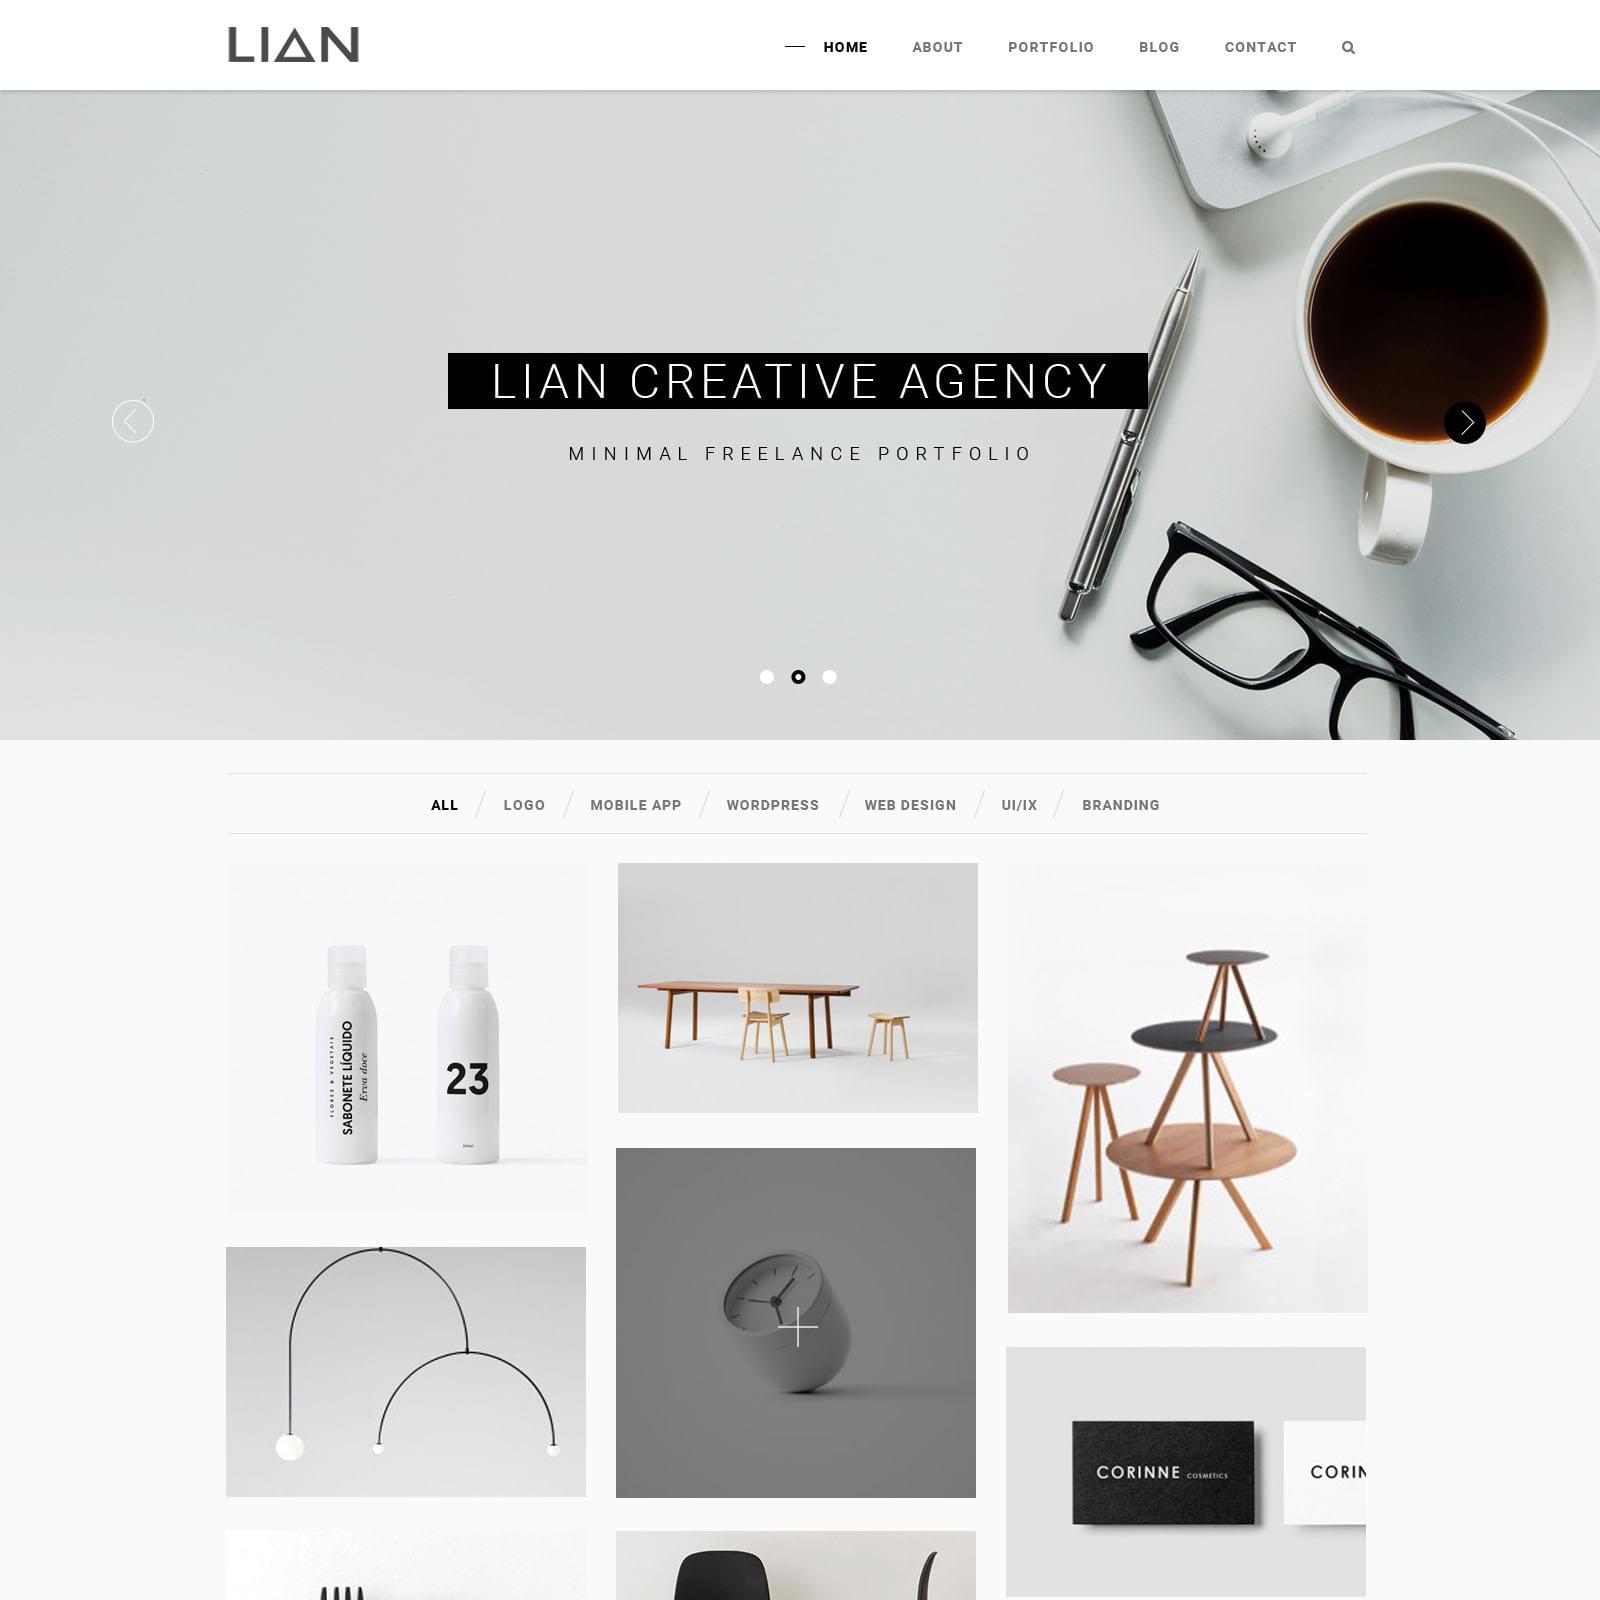 LIAN
HOME ABOUT PORTFOLIO BLOG CONTACT
LIAN CREATIVE AGENCY
MINIMAL FREELANCE PORTFOLIO
ALL LOGO MOBILE APP WORDPRESS WEB DESIGN UI/IX BRANDING
FLORES & VEGETAIS
SABONETE LÍQUIDO
Erva doce
23
CORINNE COSMETICS
CORIN